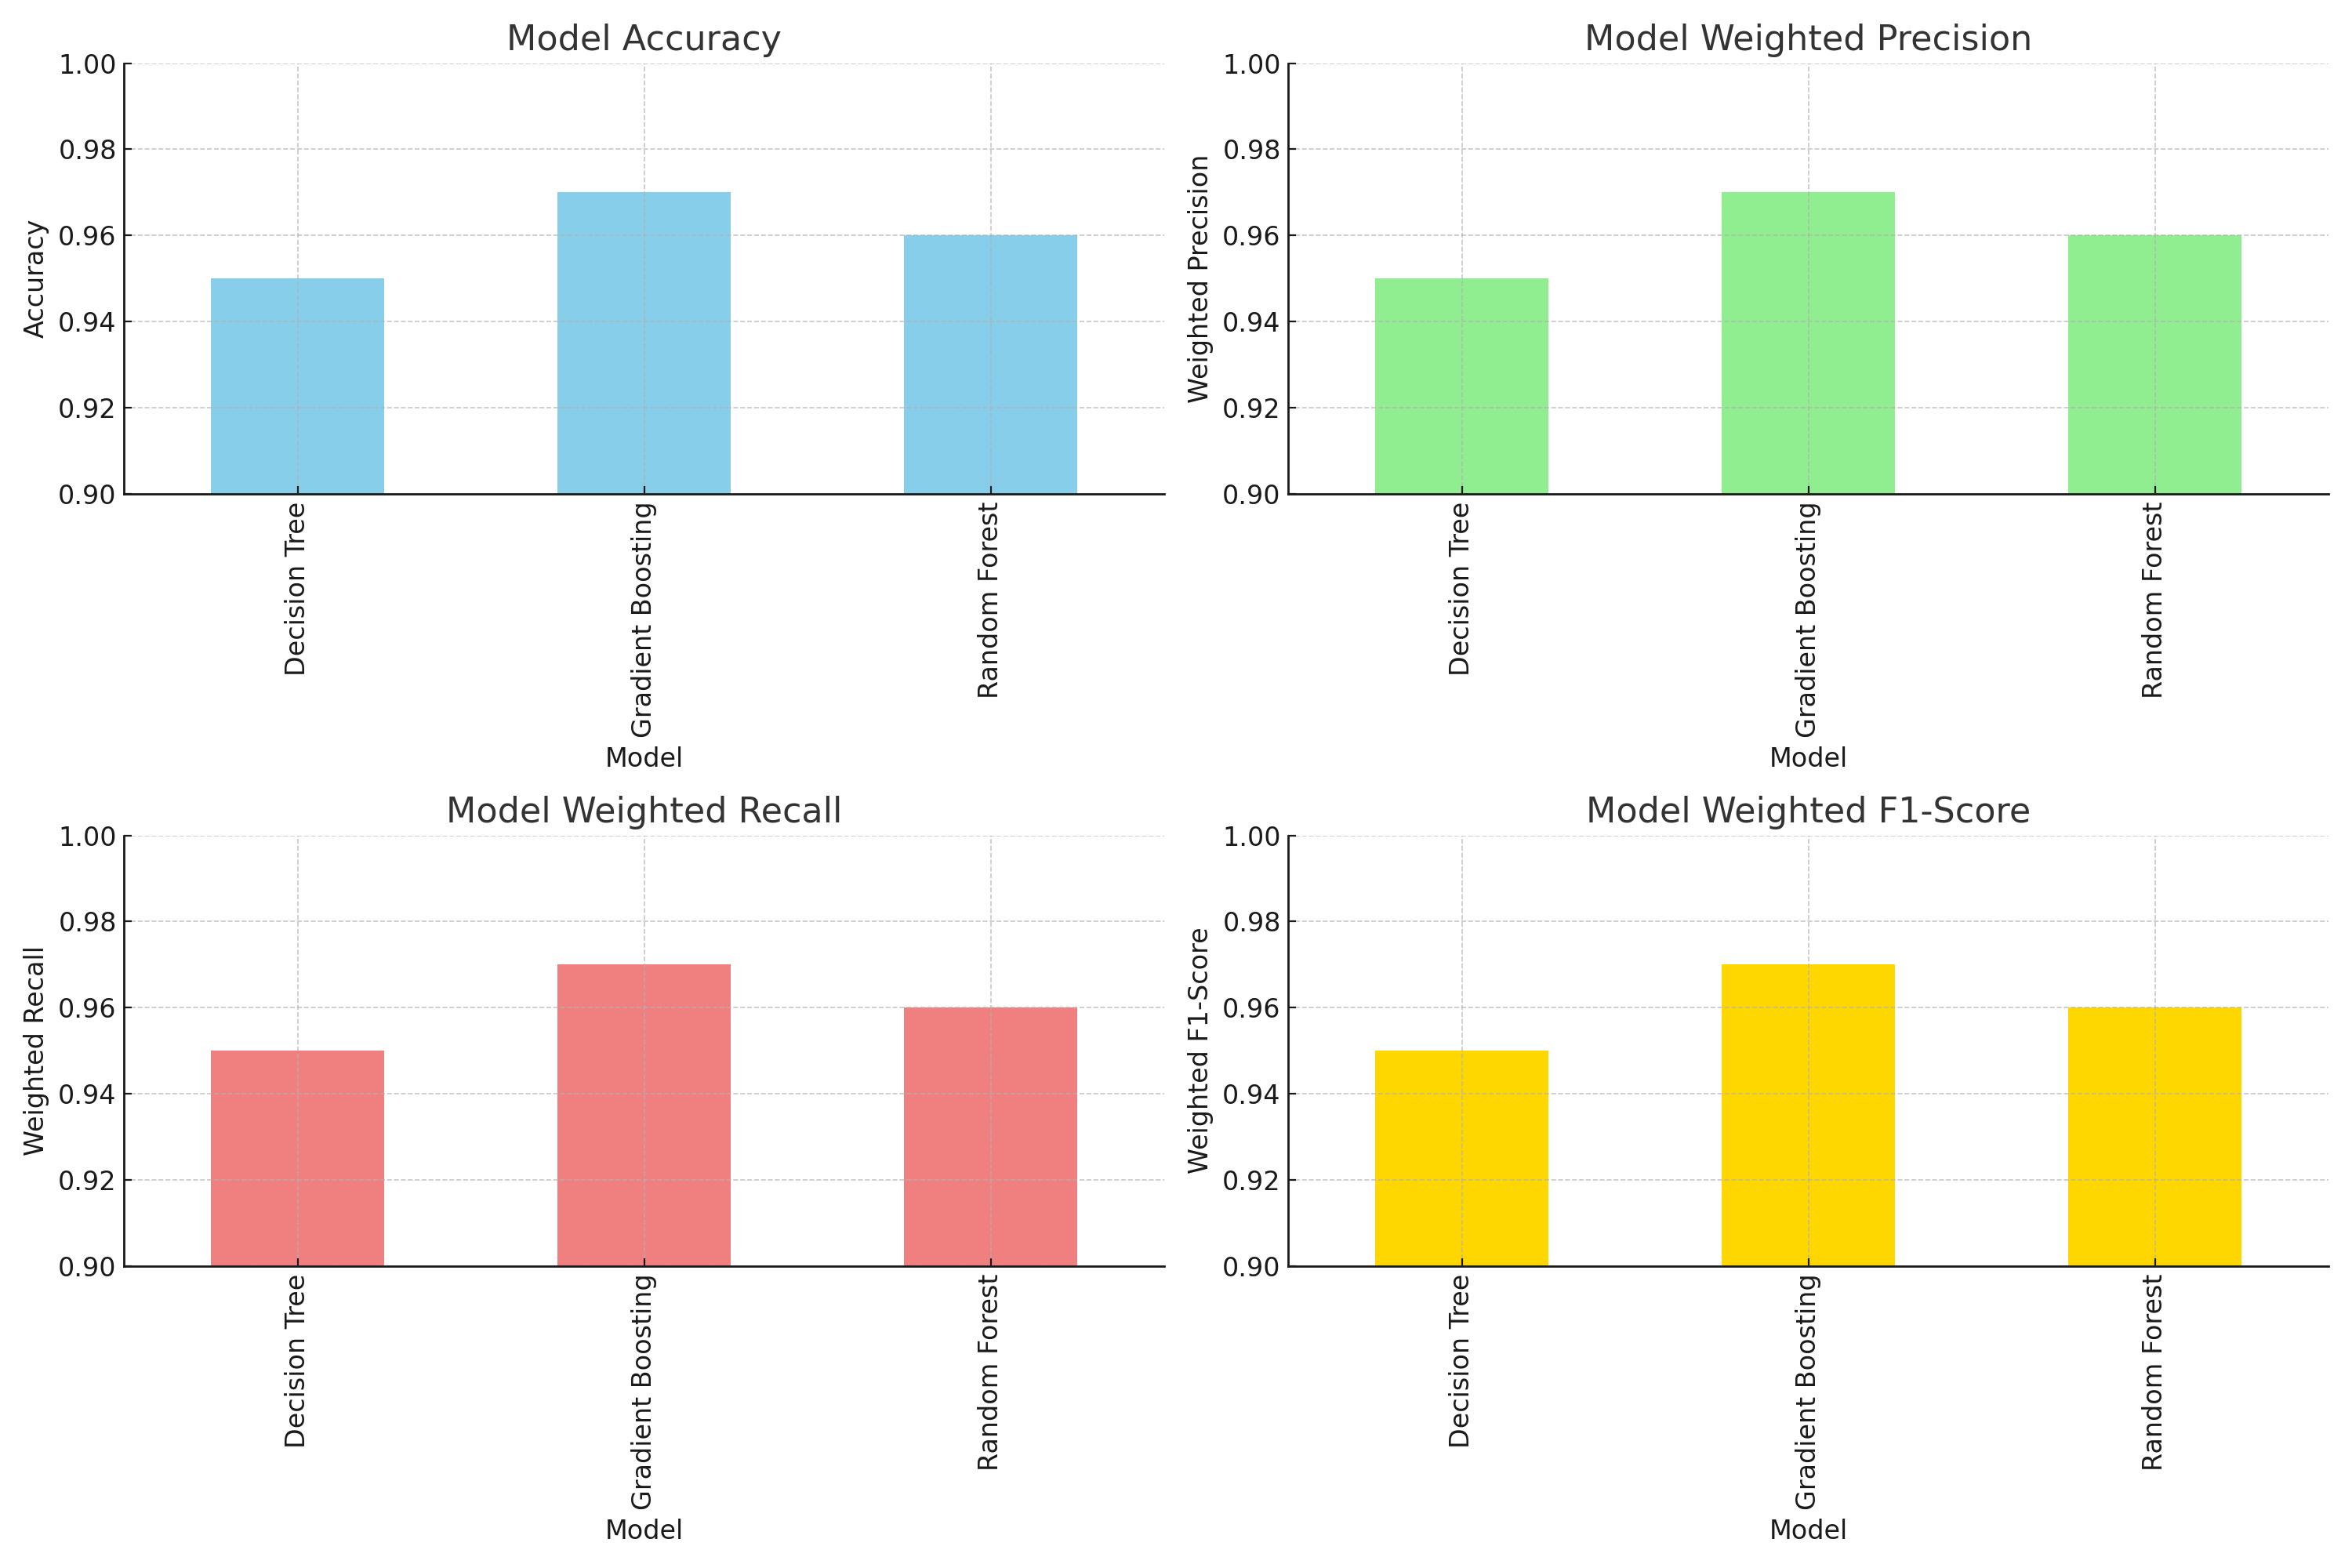 Model Accuracy
1.00
0.98
0.96
0.94
0.92
0.90
Accuracy
Decision Tree
Gradient Boosting
Random Forest
Model
Model Weighted Precision
1.00
0.98
0.96
0.94
0.92
0.90
Weighted Precision
Decision Tree
Gradient Boosting
Random Forest
Model
Model Weighted Recall
1.00
0.98
0.96
0.94
0.92
0.90
Weighted Recall
Decision Tree
Gradient Boosting
Random Forest
Model
Model Weighted F1-Score
1.00
0.98
0.96
0.94
0.92
0.90
Weighted F1-Score
Decision Tree
Gradient Boosting
Random Forest
Model